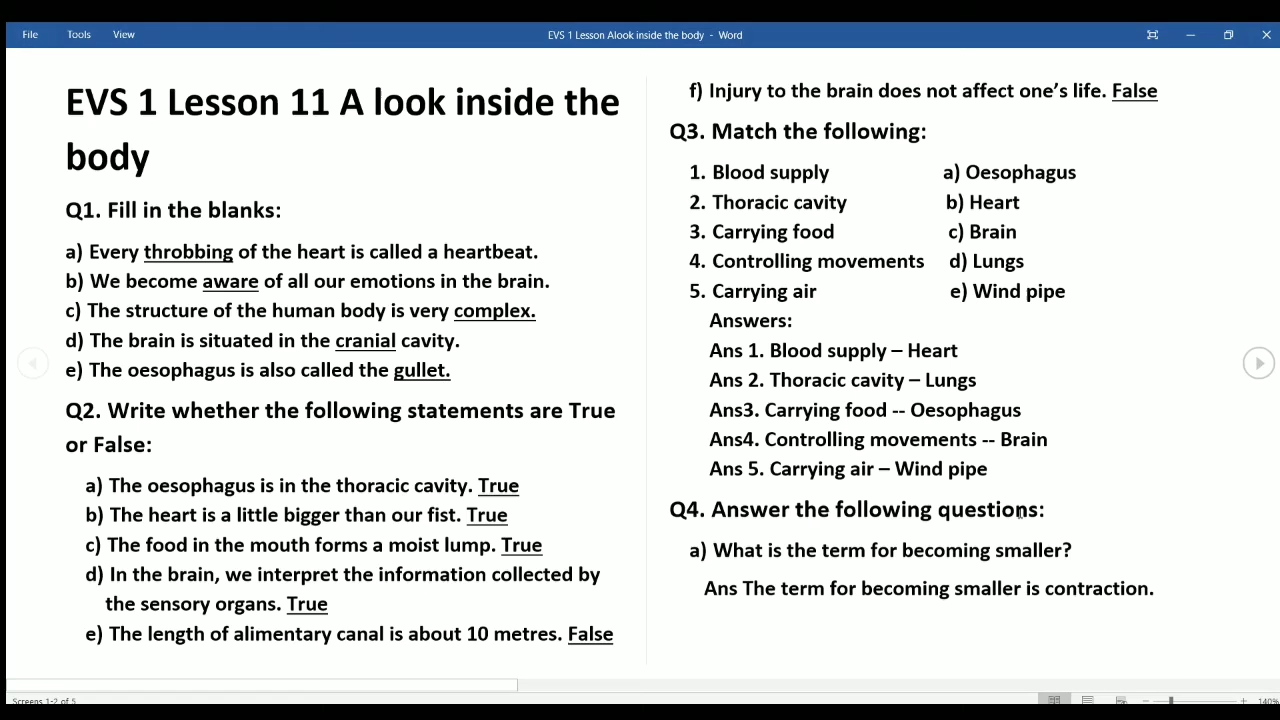 File Tools View EVS 1 Lesson Alook inside the body - Word
EVS 1 Lesson 11 A look inside the
body
Q1. Fill in the blanks:
a) Every throbbing of the heart is called a heartbeat.
b) We become aware of all our emotions in the brain.
c) The structure of the human body is very complex.
d) The brain is situated in the cranial cavity.
e) The oesophagus is also called the gullet.
Q2. Write whether the following statements are True
or False:
a) The oesophagus is in the thoracic cavity. True
b) The heart is a little bigger than our fist. True
c) The food in the mouth forms a moist lump. True
d) In the brain, we interpret the information collected by
the sensory organs. True
e) The length of alimentary canal is about 10 metres. False
f) Injury to the brain does not affect one’s life. False
Q3. Match the following:
1. Blood supply a) Oesophagus
2. Thoracic cavity b) Heart
3. Carrying food c) Brain
4. Controlling movements d) Lungs
5. Carrying air e) Wind pipe
Answers:
Ans 1. Blood supply – Heart
Ans 2. Thoracic cavity – Lungs
Ans3. Carrying food -- Oesophagus
Ans4. Controlling movements -- Brain
Ans 5. Carrying air – Wind pipe
Q4. Answer the following questions:
a) What is the term for becoming smaller?
Ans The term for becoming smaller is contraction.
Screens 1-2 of 5 140%